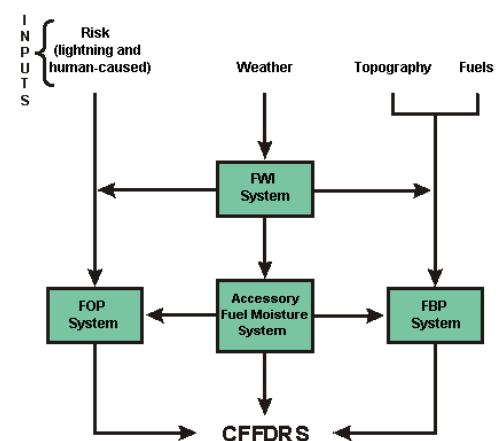 INPUTS
Risk
(lightning and
human-caused)
Weather
Topography
Fuels
FWI
System
FOP
System
Accessory
Fuel Moisture
System
FBP
System
CFFDRS